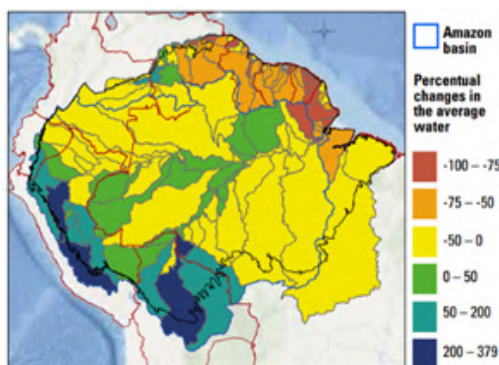 Amazon
basin
Percentual
changes in
the average
water
-100 – -75
-75 – -50
-50 – 0
0 – 50
50 – 200
200 – 379